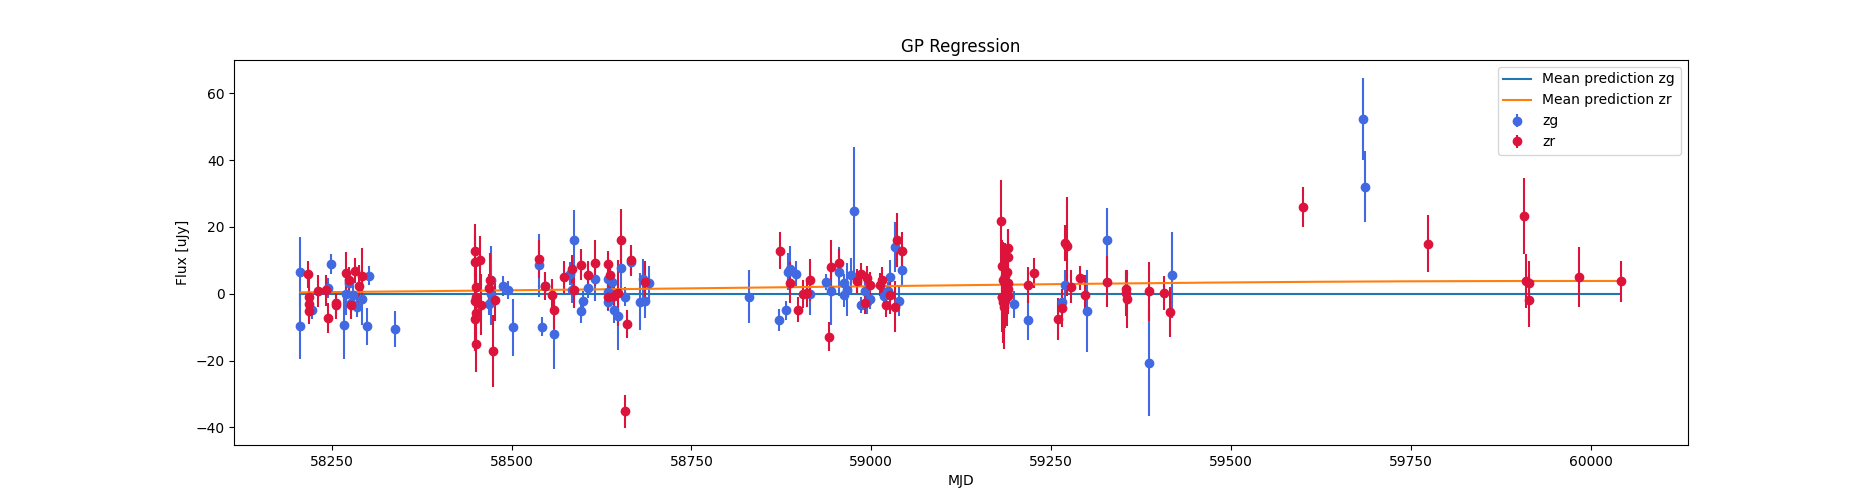 GP Regression
Flux [uJy]
60
40
20
0
−20
−40
58250
58500
58750
59000
59250
59500
59750
60000
MJD
Mean prediction zg
Mean prediction zr
zg
zr